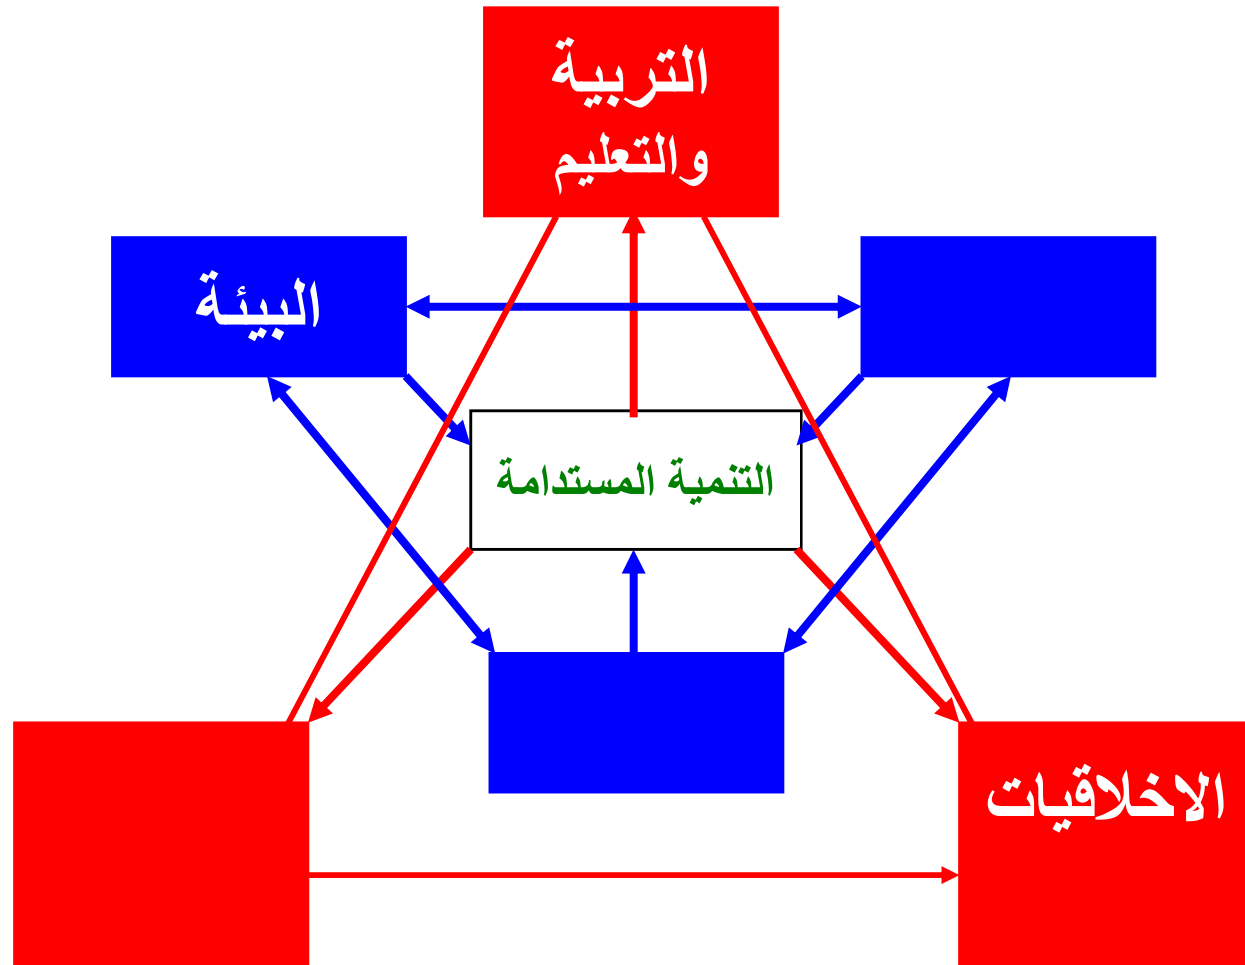 التربية
والتعليم
البيئة
التنمية المستدامة
الاخلاقيات